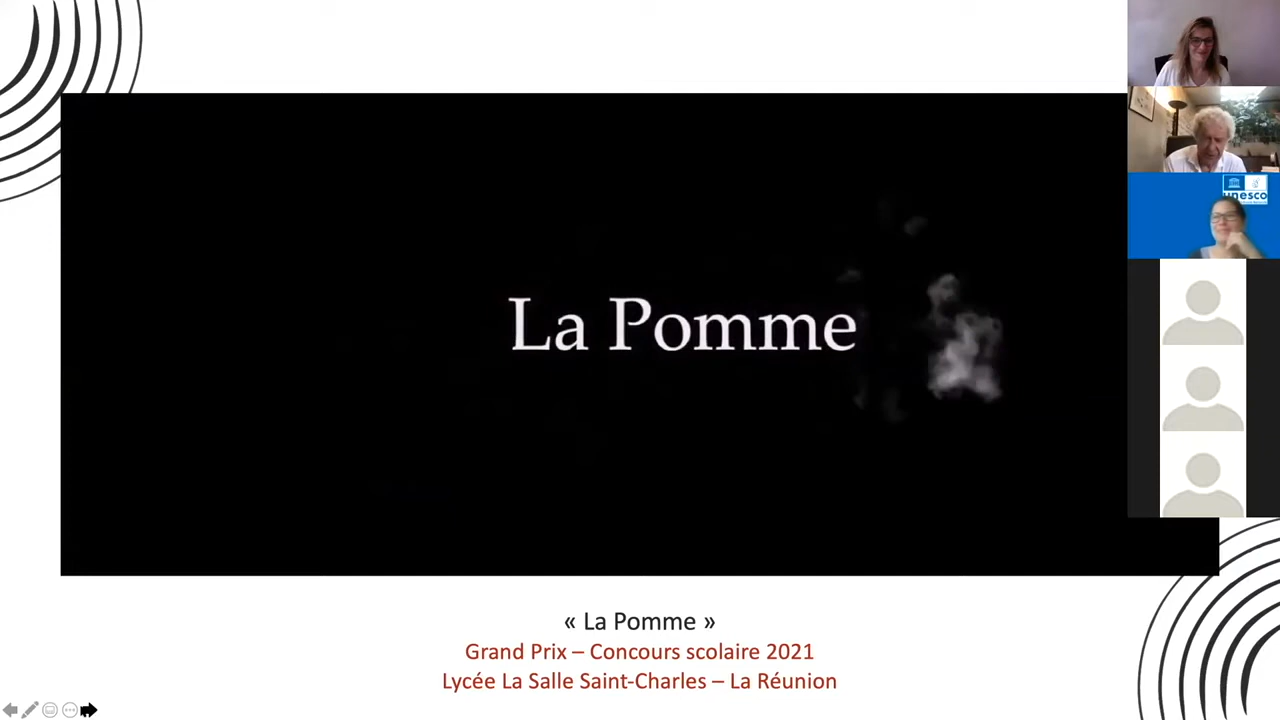 unesco
La Pomme
« La Pomme »
Grand Prix – Concours scolaire 2021
Lycée La Salle Saint-Charles – La Réunion